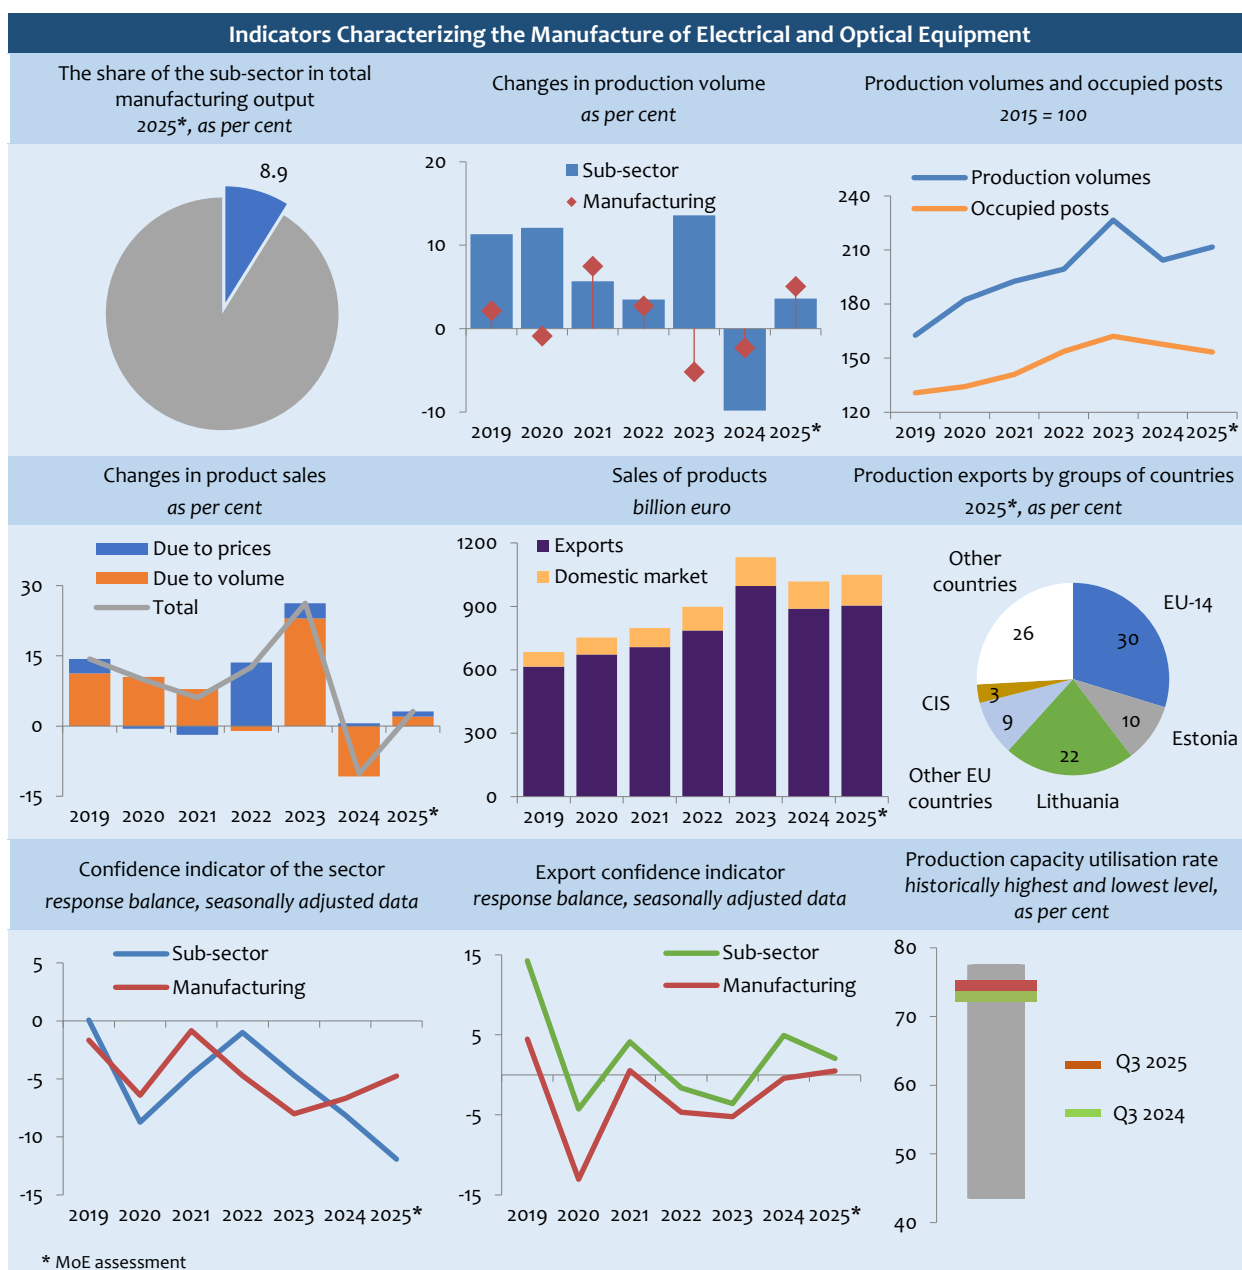 Indicators Characterizing the Manufacture of Electrical and Optical Equipment
The share of the sub-sector in total
manufacturing output
2025*, as per cent
8.9
Changes in production volume
as per cent
Sub-sector
Manufacturing
20
10
0
-10
2019 2020 2021 2022 2023 2024 2025*
Production volumes and occupied posts
2015 = 100
Production volumes
Occupied posts
240
210
180
150
120
2019 2020 2021 2022 2023 2024 2025*
Changes in product sales
as per cent
Due to prices
Due to volume
Total
30
15
0
-15
2019 2020 2021 2022 2023 2024 2025*
Sales of products
billion euro
Exports
Domestic market
1200
900
600
300
0
2019 2020 2021 2022 2023 2024 2025*
Production exports by groups of countries
2025*, as per cent
Other
countries
EU-14
26
30
CIS
3
9
10
Estonia
22
Other EU
countries
Lithuania
Confidence indicator of the sector
response balance, seasonally adjusted data
Sub-sector
Manufacturing
5
0
-5
-10
-15
2019 2020 2021 2022 2023 2024 2025*
Export confidence indicator
response balance, seasonally adjusted data
Sub-sector
Manufacturing
15
5
-5
-15
2019 2020 2021 2022 2023 2024 2025*
Production capacity utilisation rate
historically highest and lowest level,
as per cent
80
70
60
50
40
Q3 2025
Q3 2024
* MoE assessment